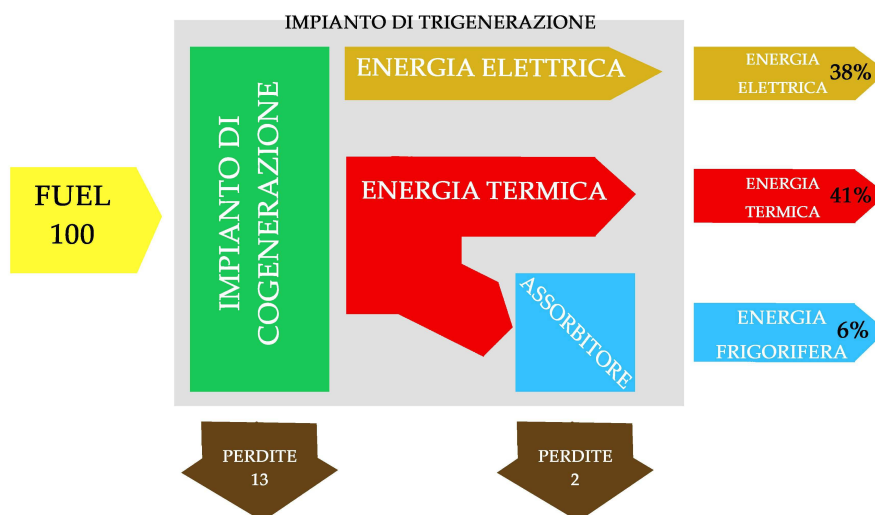 IMPIANTO DI TRIGENERAZIONE
FUEL
100
IMPIANTO DI
COGENERAZIONE
ENERGIA ELETTRICA
ENERGIA TERMICA
ASSORBITORE
ENERGIA
ELETTRICA
38%
ENERGIA
TERMICA
41%
ENERGIA
FRIGORIFERA
6%
PERDITE
13
PERDITE
2